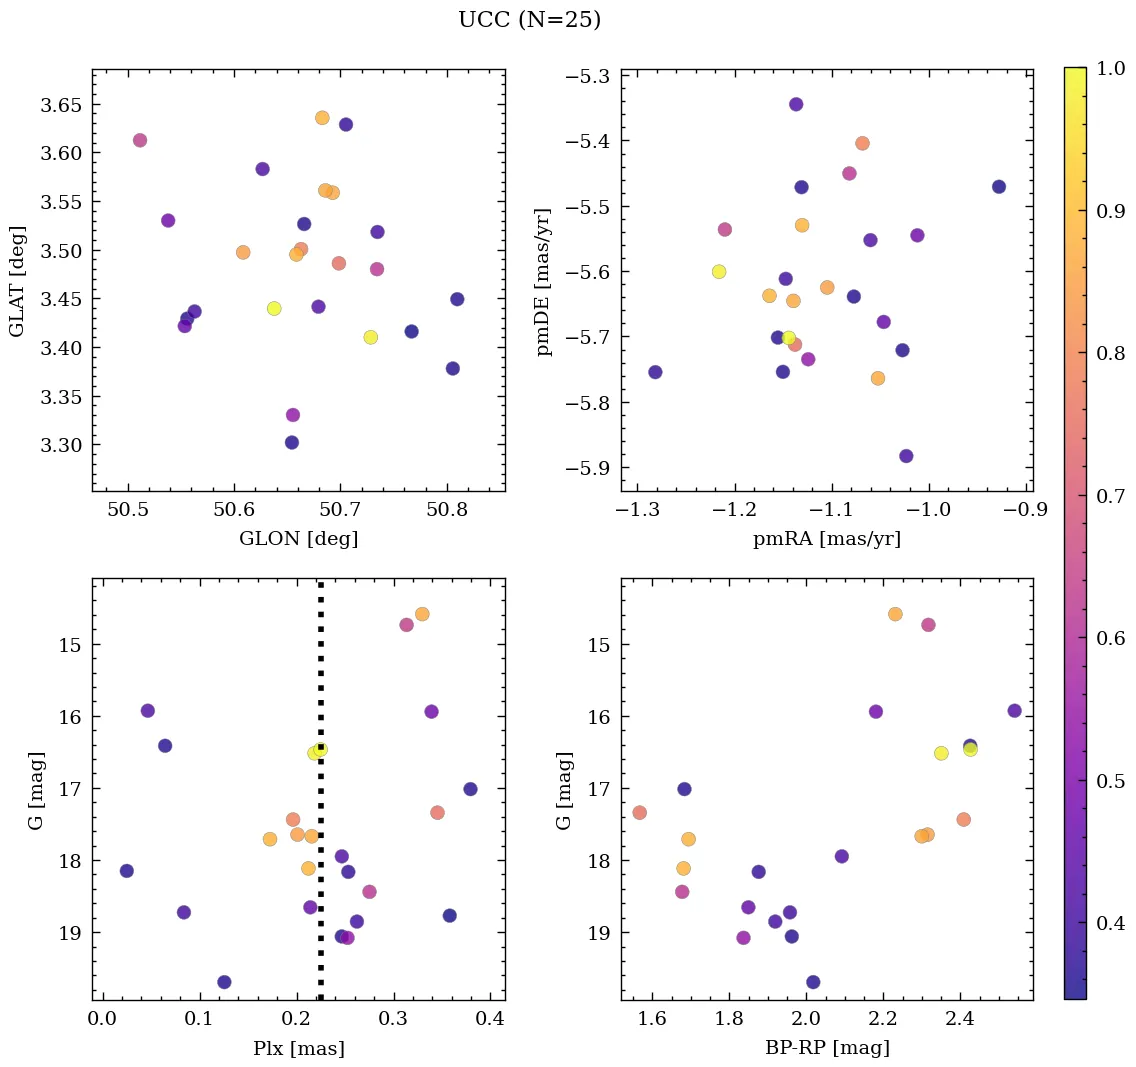 UCC (N=25)
3.65
3.60
3.55
3.50
3.45
3.40
3.35
3.30
GLAT [deg]
50.5 50.6 50.7 50.8
GLON [deg]
−5.3
−5.4
−5.5
−5.6
−5.7
−5.8
−5.9
pmDE [mas/yr]
−1.3 −1.2 −1.1 −1.0 −0.9
pmRA [mas/yr]
15
16
17
18
19
G [mag]
0.0 0.1 0.2 0.3 0.4
Plx [mas]
15
16
17
18
19
G [mag]
1.6 1.8 2.0 2.2 2.4
BP-RP [mag]
1.0
0.9
0.8
0.7
0.6
0.5
0.4